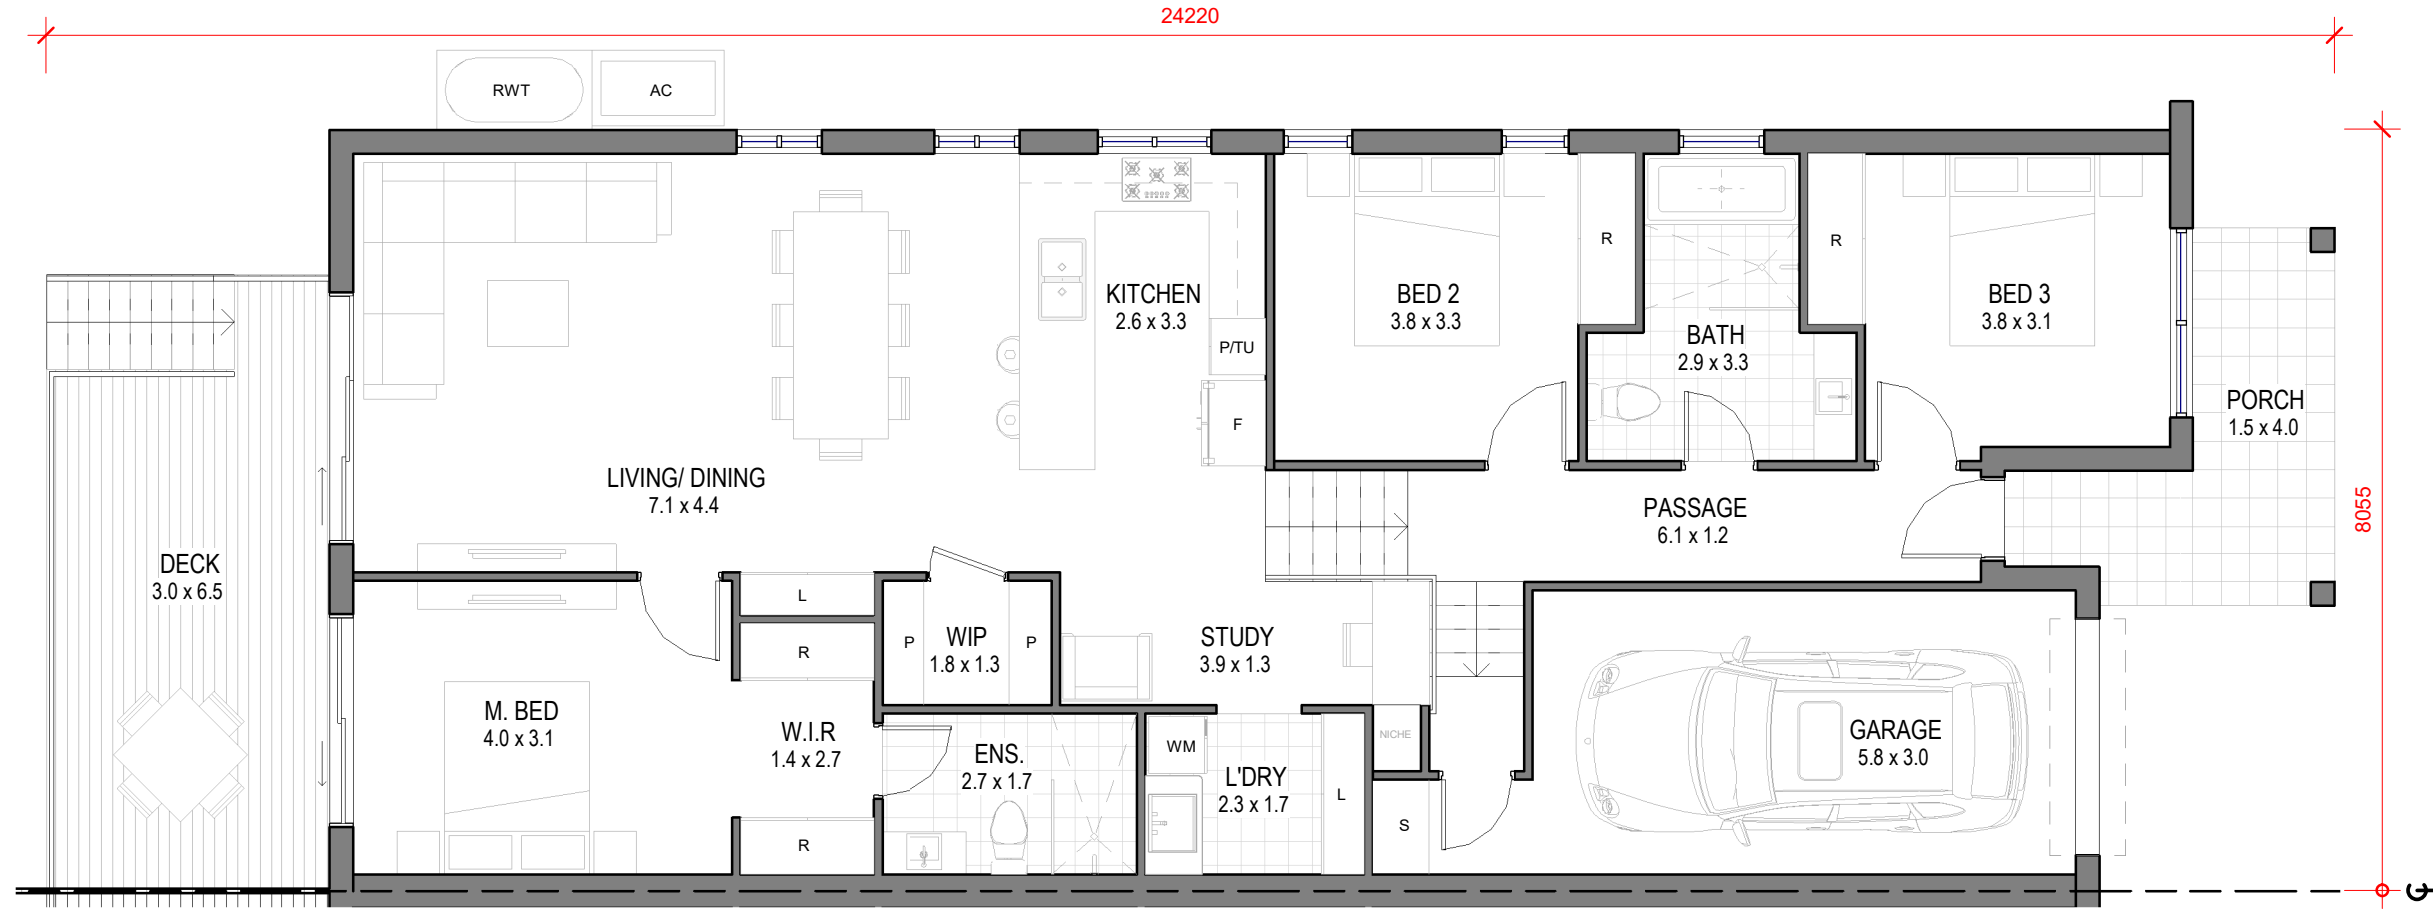 24220
RWT
AC
R
R
KITCHEN
2.6 x 3.3
BED 2
3.8 x 3.3
BED 3
3.8 x 3.1
BATH
2.9 x 3.3
P/TU
F
PORCH
1.5 x 4.0
LIVING/ DINING
7.1 x 4.4
PASSAGE
6.1 x 1.2
8055
DECK
3.0 x 6.5
L
R
P
WIP
1.8 x 1.3
P
STUDY
3.9 x 1.3
M. BED
4.0 x 3.1
W.I.R
1.4 x 2.7
ENS.
2.7 x 1.7
WM
L'DRY
2.3 x 1.7
L
NICHE
GARAGE
5.8 x 3.0
S
R